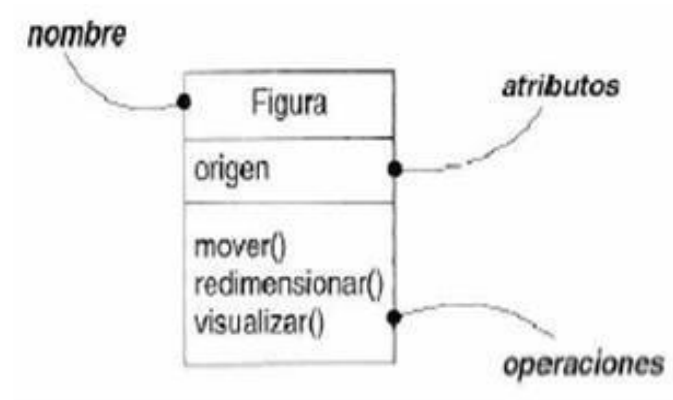 nombre
Figura
atributos
origen
mover()
redimensionar()
visualizar()
operaciones